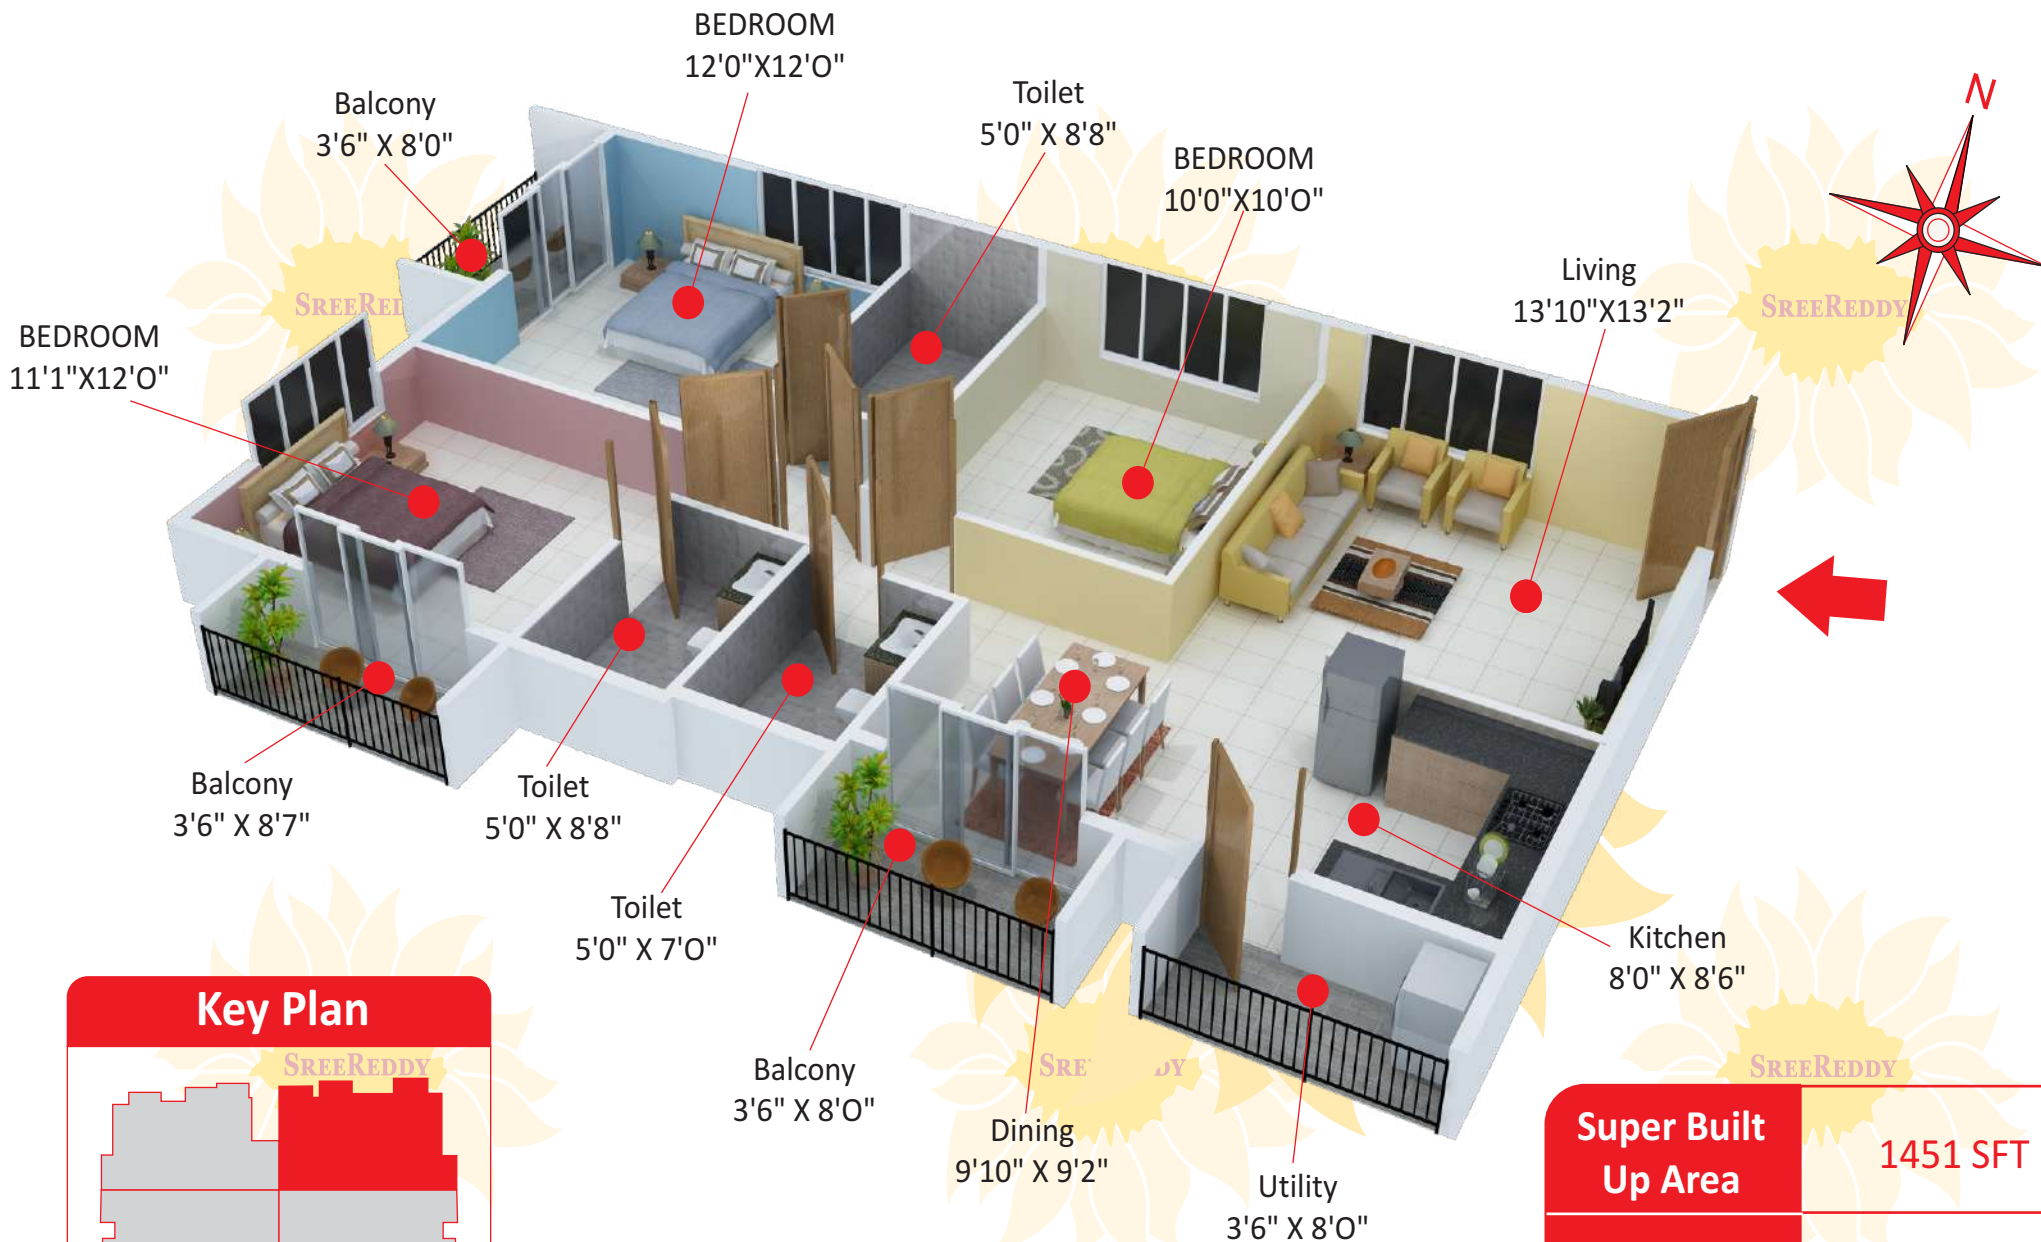 BEDROOM
12'0"X12'O"
Balcony
3'6" X 8'0"
Toilet
5'0" X 8'8"
BEDROOM
10'0"X10'O"
N
Living
13'10"X13'2"
SREEREDDY
SREERED
BEDROOM
11'1"X12'O"
Balcony
3'6" X 8'7"
Toilet
5'0" X 8'8"
Toilet
5'0" X 7'O"
Kitchen
8'0" X 8'6"
Balcony
3'6" X 8'O"
Dining
9'10" X 9'2"
Utility
3'6" X 8'O"
Key Plan
SREEREDDY
SREEREDDY
Super Built
Up Area
1451 SFT